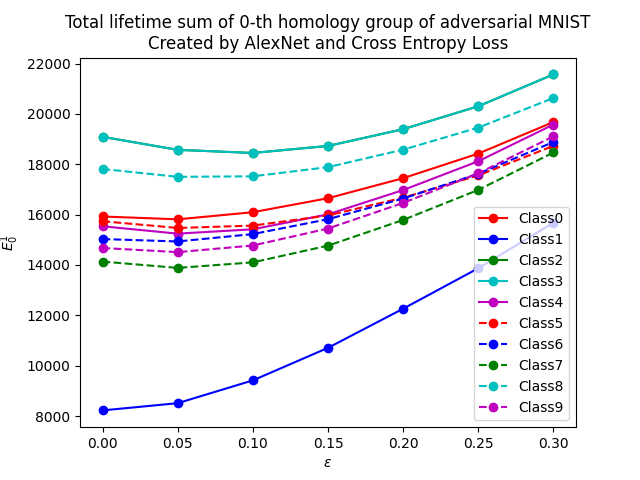 Total lifetime sum of 0-th homology group of adversarial MNIST
Created by AlexNet and Cross Entropy Loss
22000
20000
18000
16000
14000
12000
10000
8000
E_0^1
0.00 0.05 0.10 0.15 0.20 0.25 0.30
ε
Class0
Class1
Class2
Class3
Class4
Class5
Class6
Class7
Class8
Class9